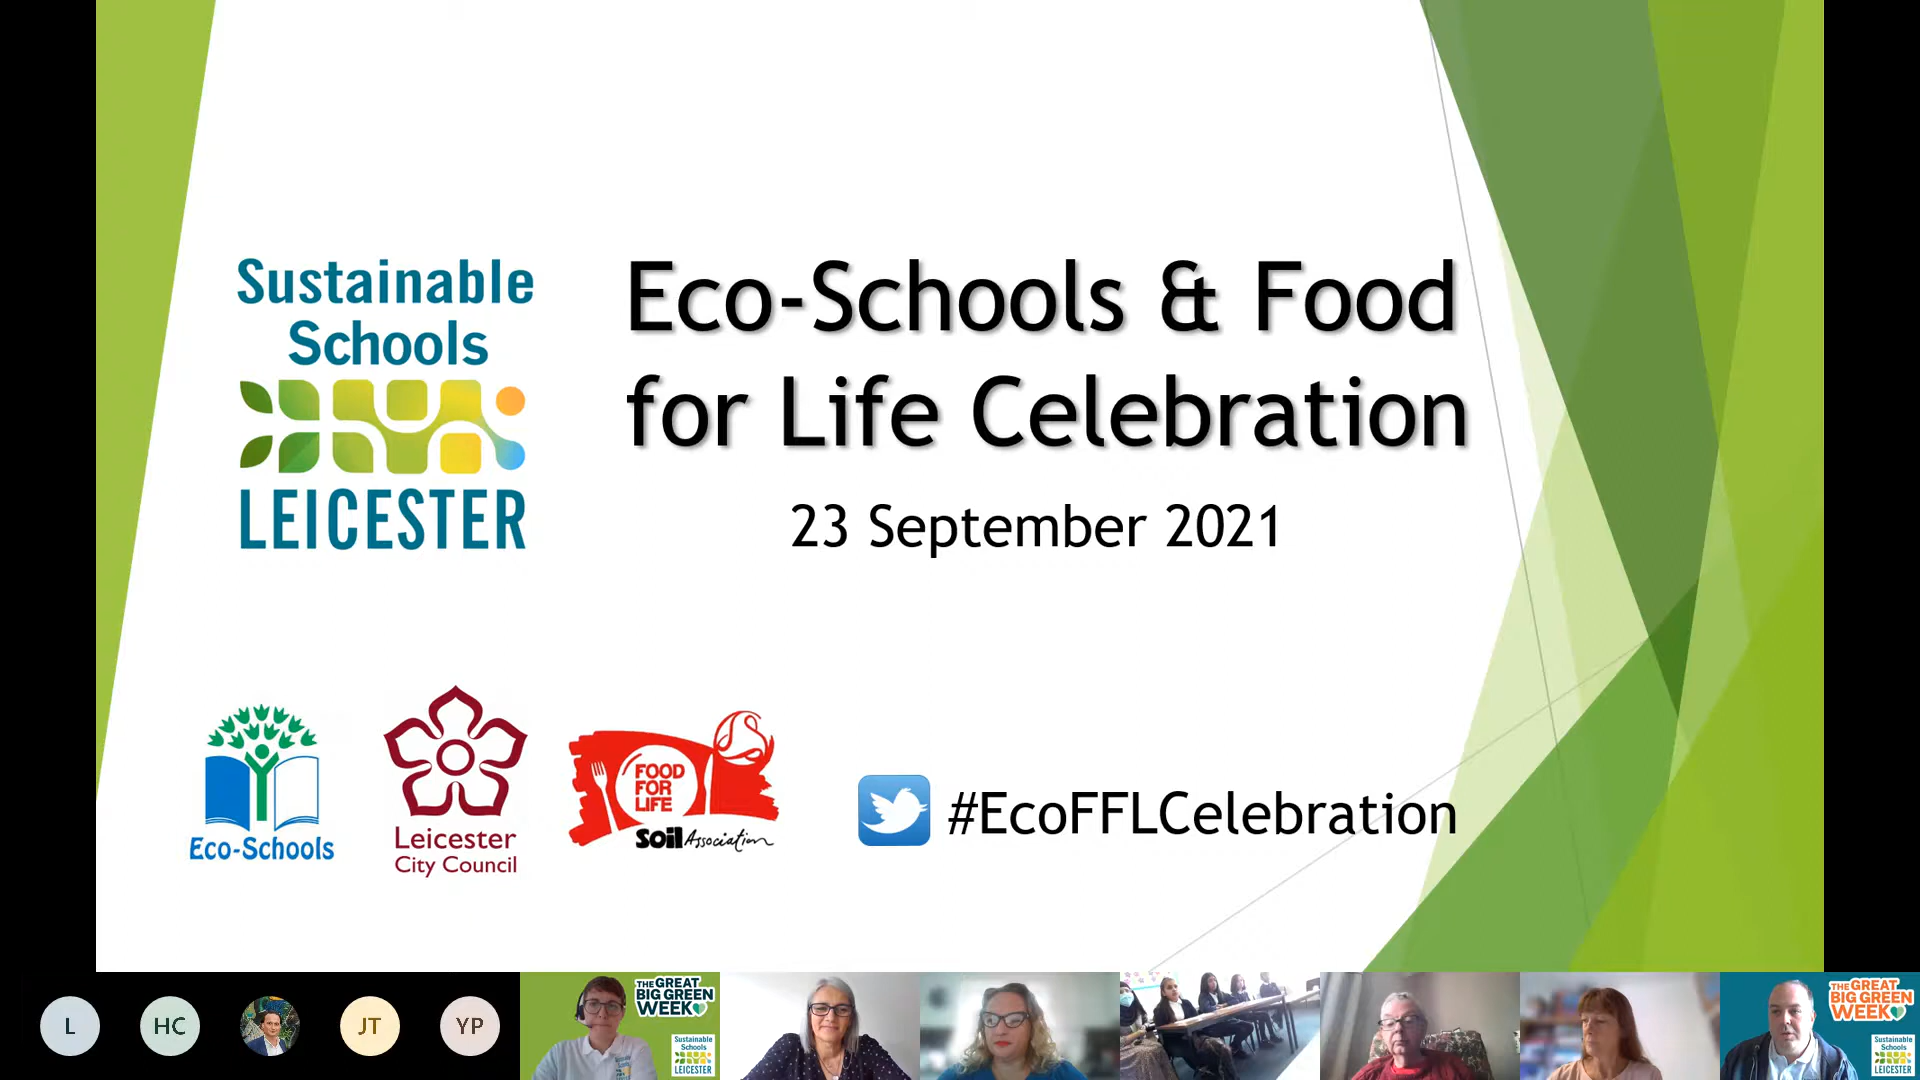 Sustainable
Schools
LEICESTER
Eco-Schools & Food
for Life Celebration
23 September 2021
Eco-Schools
Leicester
City Council
FOOD
FOR
LIFE
Soil Association
#EcoFFLCelebration
L
HC
JT
YP
THE GREAT
BIG GREEN
WEEK
Sustainable
Schools
LEICESTER
THE GREAT
BIG GREEN
WEEK
Sustainable
Schools
LEICESTER